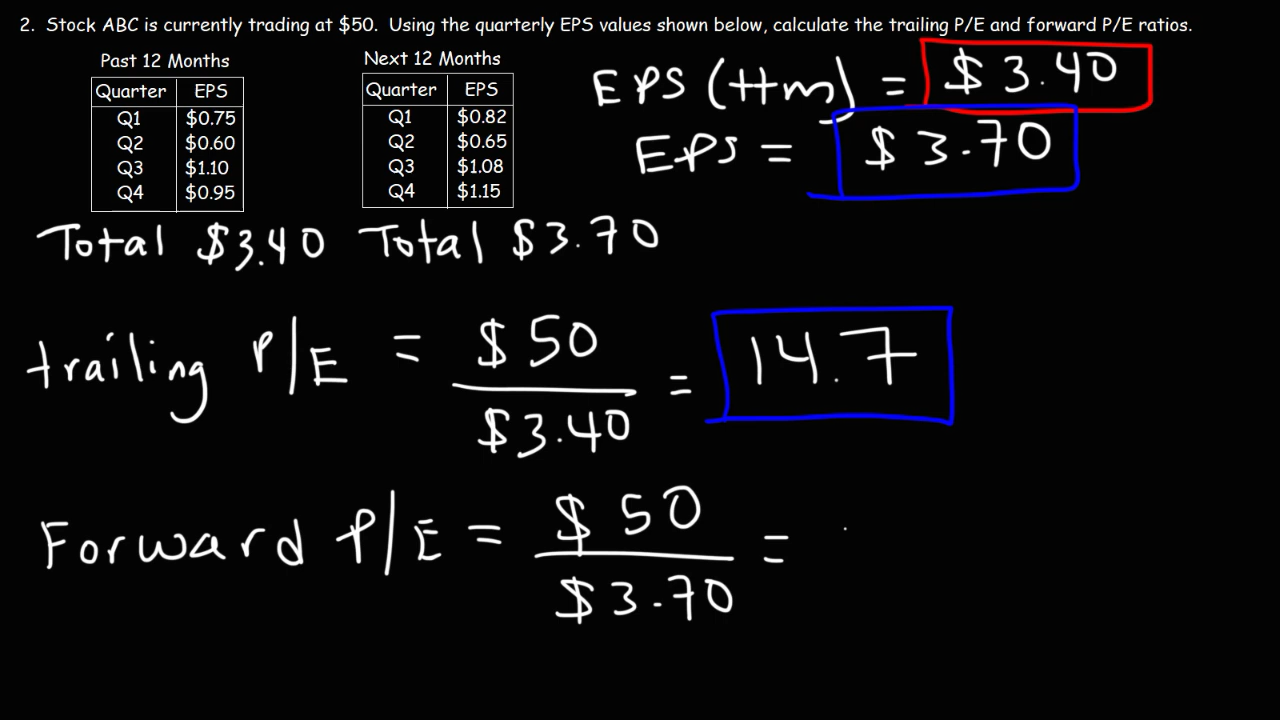 2. Stock ABC is currently trading at $50. Using the quarterly EPS values shown below, calculate the trailing P/E and forward P/E ratios.
Past 12 Months
Quarter EPS
Q1 $0.75
Q2 $0.60
Q3 $1.10
Q4 $0.95
Total $3.40
Next 12 Months
Quarter EPS
Q1 $0.82
Q2 $0.65
Q3 $1.08
Q4 $1.15
Total $3.70
EPS (ttm) = $3.40
EPS = $3.70
trailing P/E = $50 / $3.40 = 14.7
Forward P/E = $50 / $3.70 =